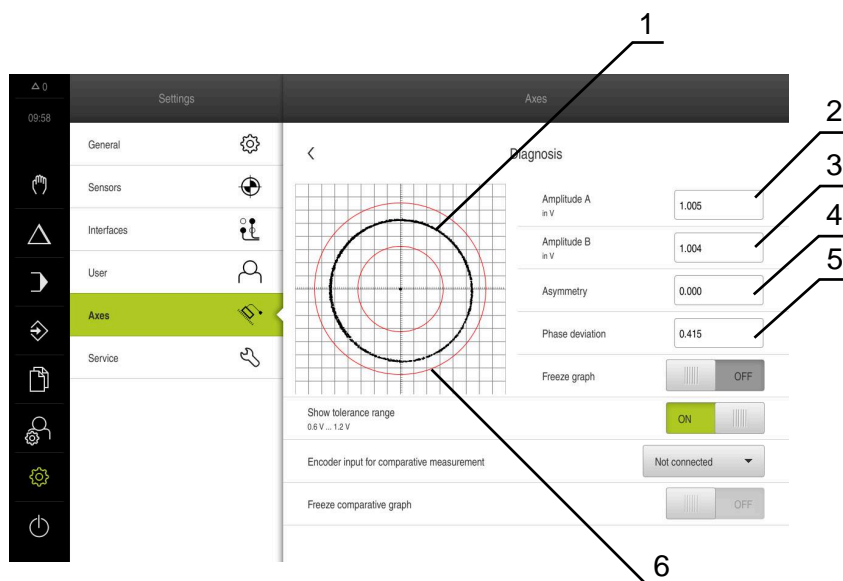 1
△ 0
Settings
Axes
2
09:58
General
Diagnosis
3
Sensors
Amplitude A
in V
1.005
4
Interfaces
Amplitude B
in V
1.004
5
User
Asymmetry
0.000
Axes
Phase deviation
0.415
Service
Freeze graph
OFF
Show tolerance range
0.6 V ... 1.2 V
ON
Encoder input for comparative measurement
Not connected
Freeze comparative graph
OFF
6